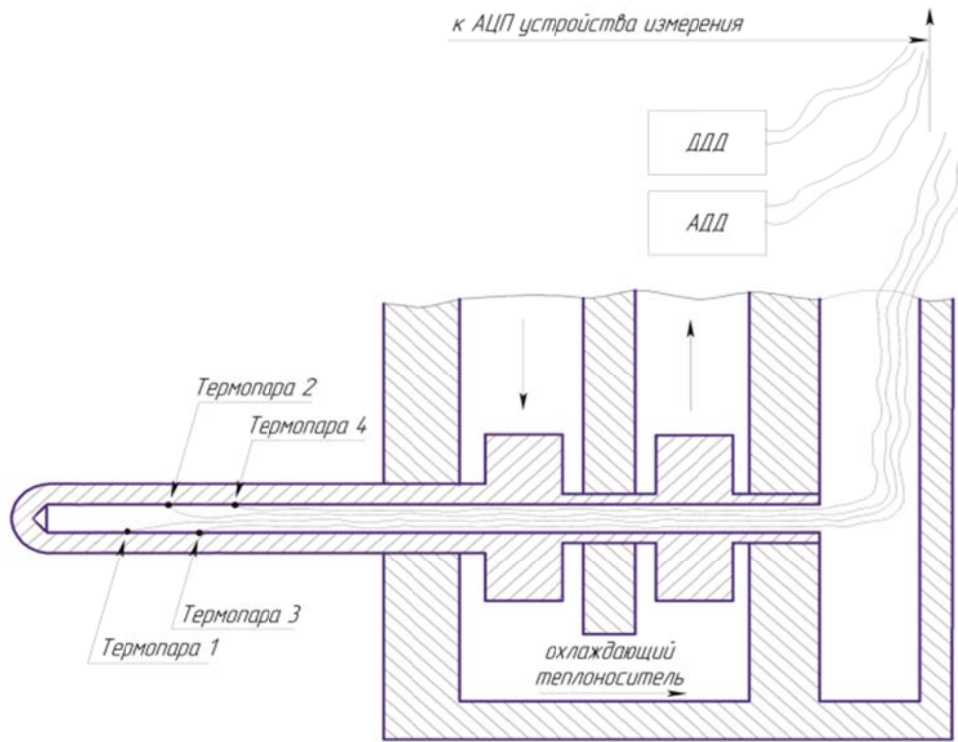 к АЦП устройства измерения
ДДД
АДД
Термопара 2
Термопара 4
Термопара 3
Термопара 1
охлаждающий
теплоноситель